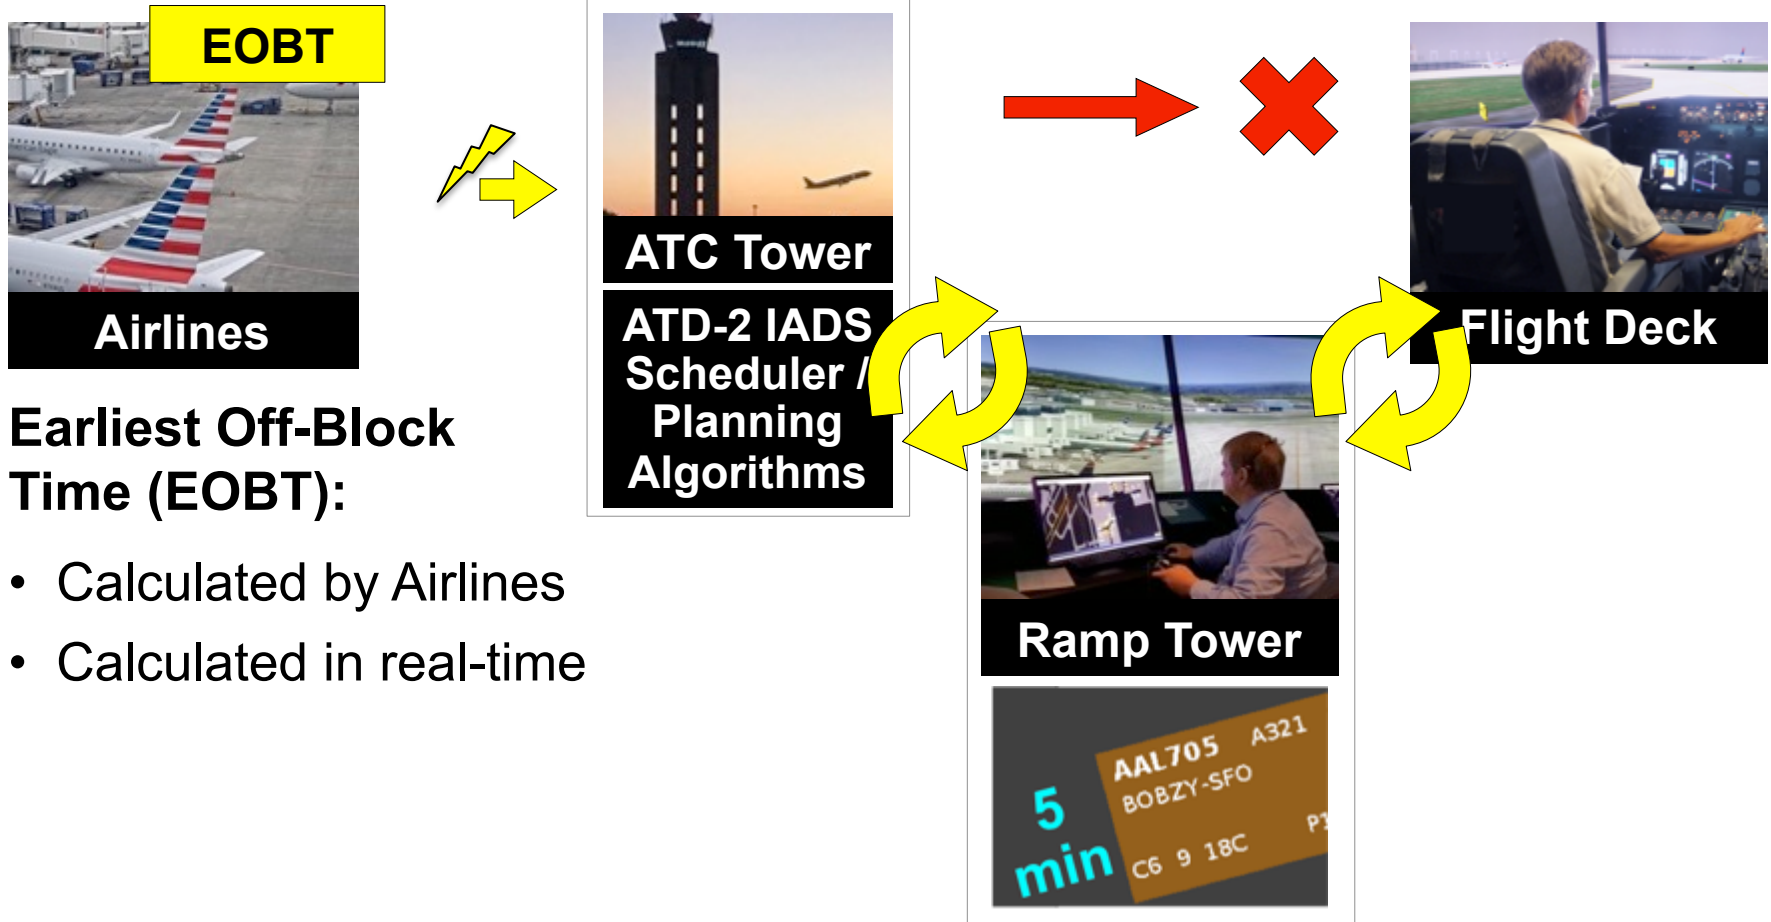 EOBT
Airlines
Earliest Off-Block
Time (EOBT):
• Calculated by Airlines
• Calculated in real-time
ATC Tower
ATD-2 IADS
Scheduler /
Planning
Algorithms
Ramp Tower
5
min
AAL705 A321
BOBZY-SFO
C6 9 18C
Flight Deck